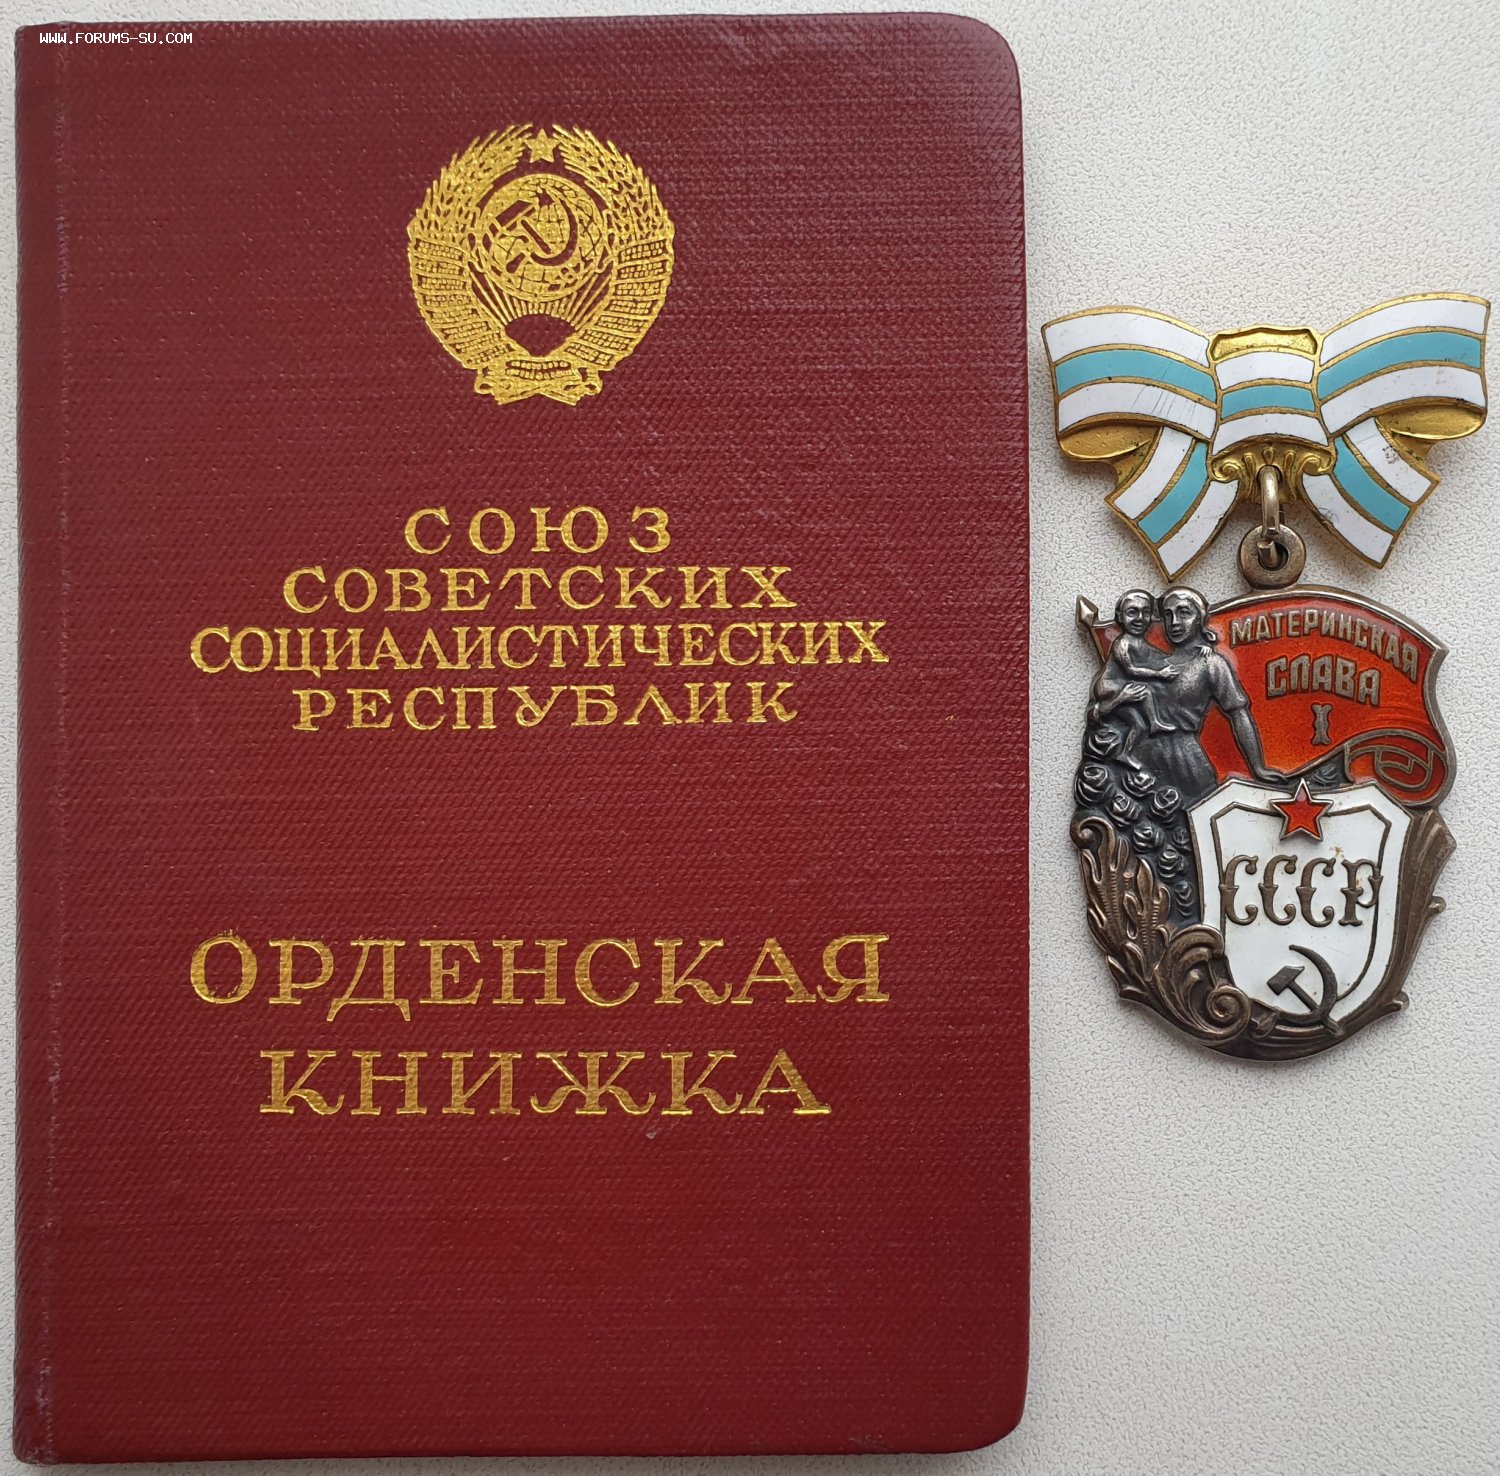 WWW.FORUMS-SU.COM
СОЮЗ
СОВЕТСКИХ
СОЦИАЛИСТИЧЕСКИХ
РЕСПУБЛИК
ОРДЕНСКАЯ
КНИЖКА
МАТЕРИНСКАЯ
СЛАВА
I
СССР